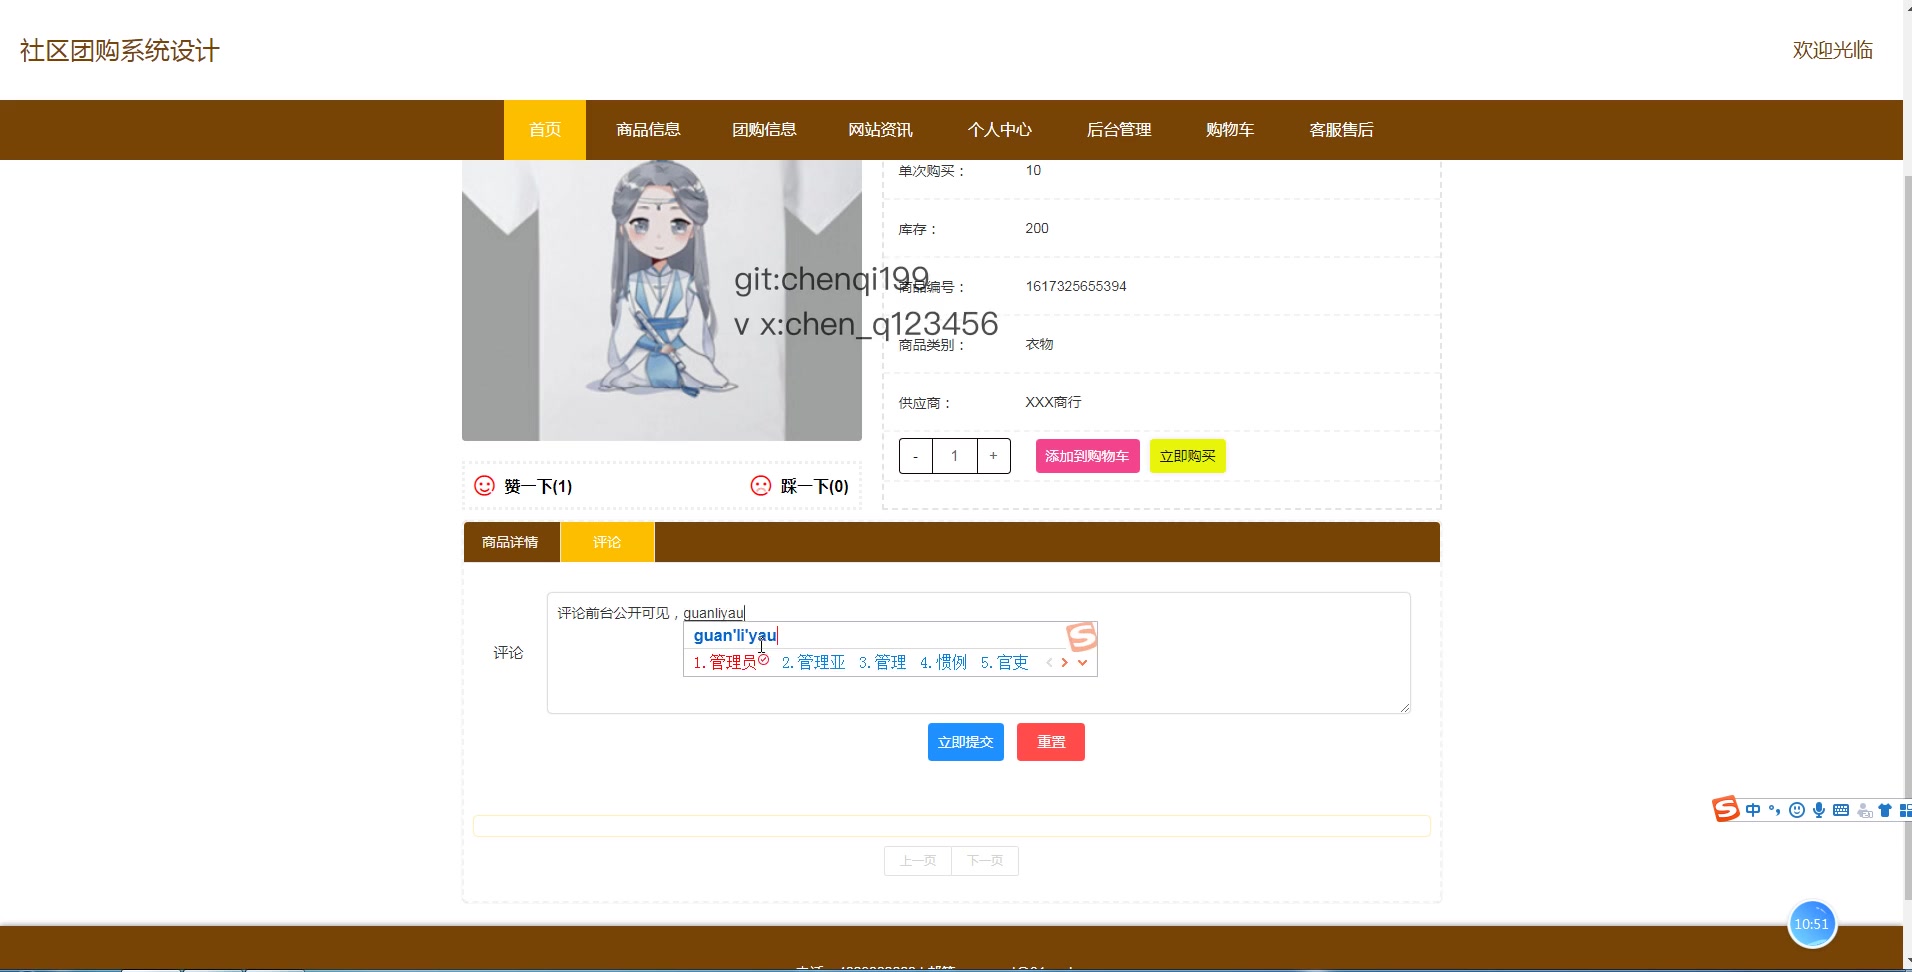 社区团购系统设计
欢迎光临
首页 商品信息 团购信息 网站资讯 个人中心 后台管理 购物车 客服售后
单次购买： 10
库存： 200
git:chenqi199
商品编号： 1617325655394
v x:chen_q123456
商品类别： 衣物
供应商： XXX商行
- 1 + 添加到购物车 立即购买
赞一下(1) 踩一下(0)
商品详情 评论
评论前台公开可见，guanliyau
guan'li'yau
评论
1.管理员 2.管理亚 3.管理 4.惯例 5.官吏
立即提交 重置
中
上一页 下一页
10:51